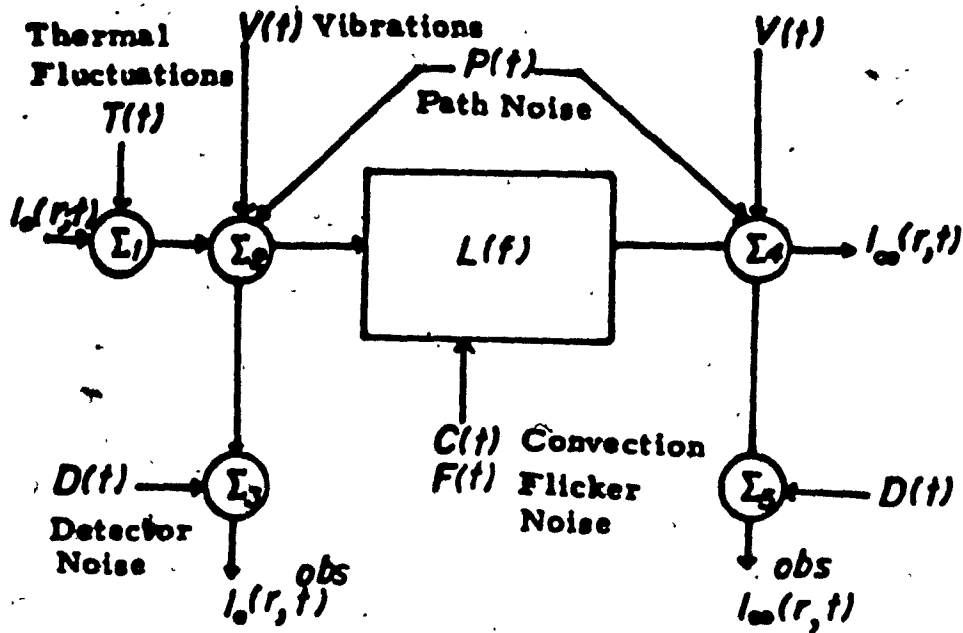 Thermal
Fluctuations
T(t)
V(t) Vibrations
P(t)
Path Noise
V(t)
I₀(r,t)
Σ₁
Σ₂
L(f)
Σ₄
I∞(r,t)
C(t) Convection
F(t) Flicker
Noise
D(t)
Detector
Noise
Σ₃
Σ₅
D(t)
obs
I₀(r,t)
obs
I∞(r,t)